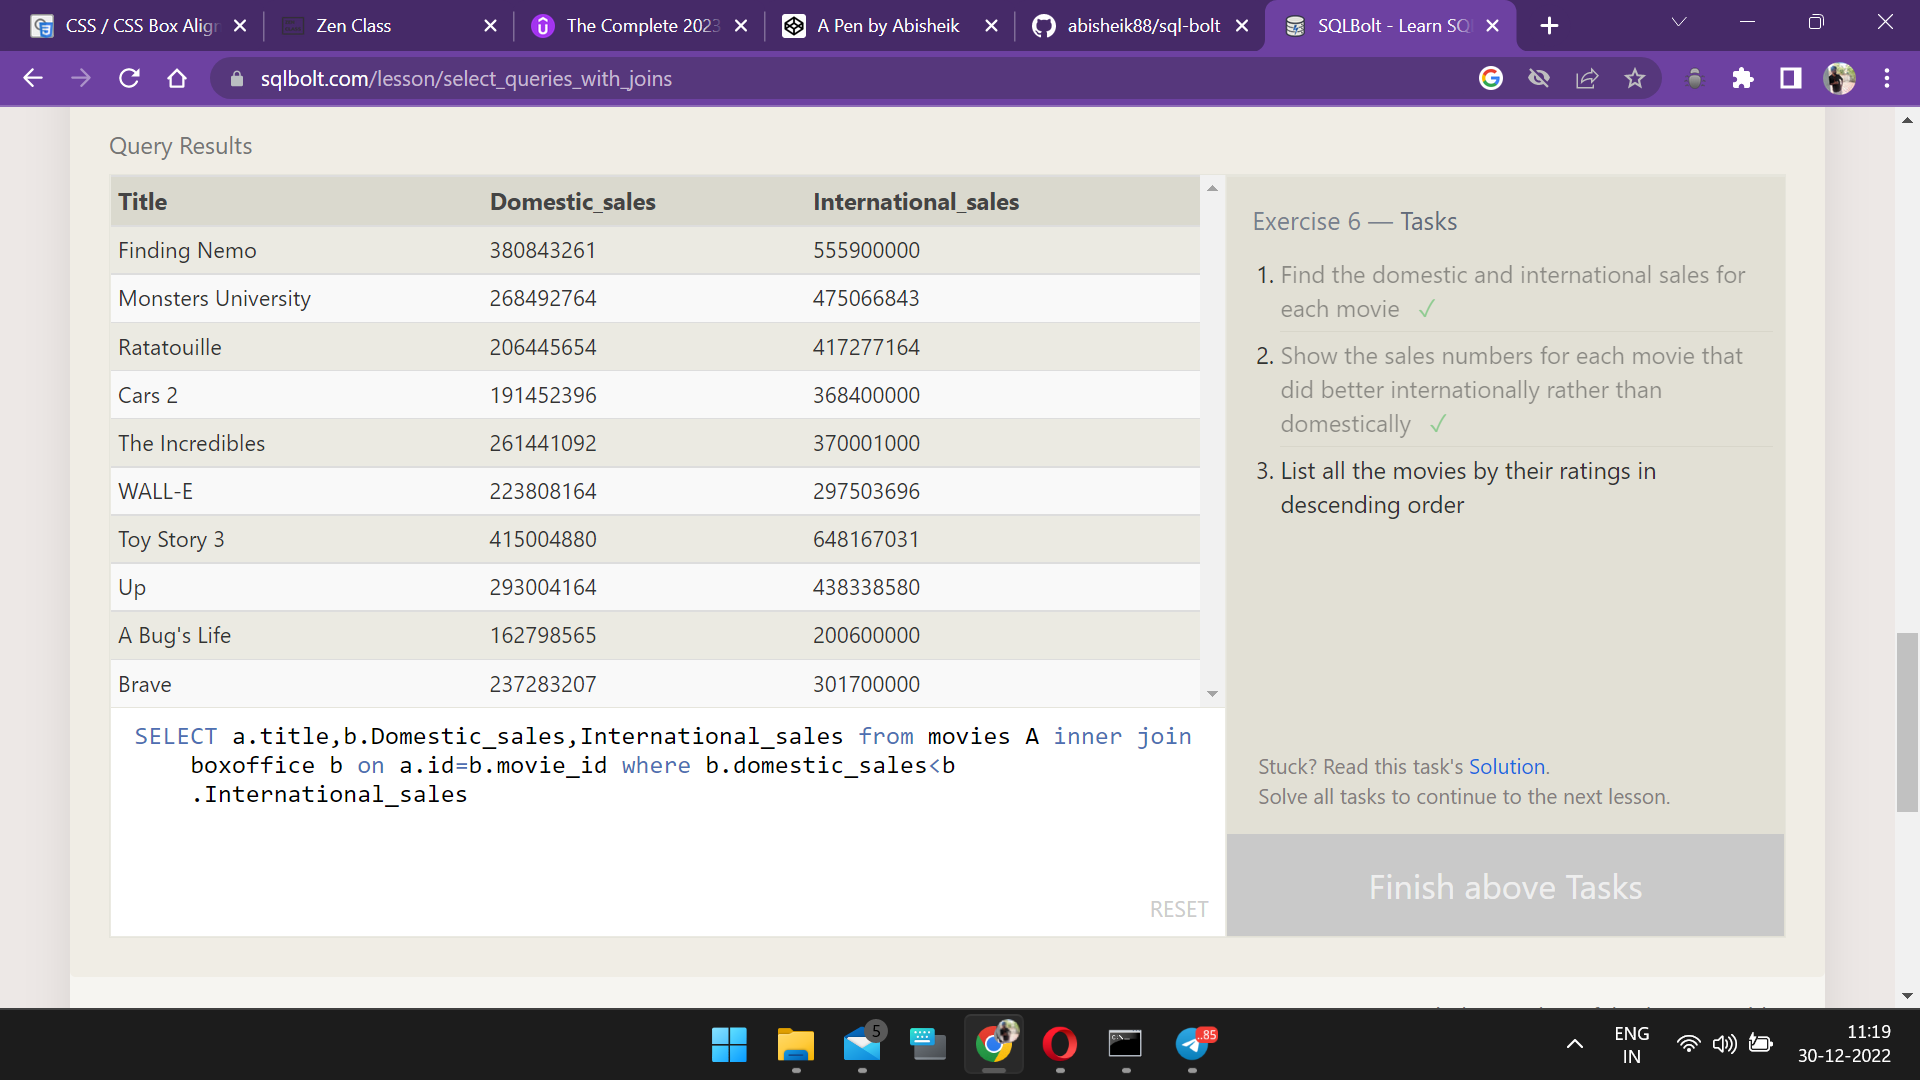 CSS / CSS Box Align
Zen Class
The Complete 2023
A Pen by Abisheik
abisheik88/sql-bolt
SQLBolt - Learn SQ
sqlbolt.com/lesson/select_queries_with_joins
Query Results
Title Domestic_sales International_sales
Finding Nemo 380843261 555900000
Monsters University 268492764 475066843
Ratatouille 206445654 417277164
Cars 2 191452396 368400000
The Incredibles 261441092 370001000
WALL-E 223808164 297503696
Toy Story 3 415004880 648167031
Up 293004164 438338580
A Bug's Life 162798565 200600000
Brave 237283207 301700000
SELECT a.title,b.Domestic_sales,International_sales from movies A inner join
boxoffice b on a.id=b.movie_id where b.domestic_sales<b
.International_sales
RESET
Exercise 6 — Tasks
1. Find the domestic and international sales for
each movie ✓
2. Show the sales numbers for each movie that
did better internationally rather than
domestically ✓
3. List all the movies by their ratings in
descending order
Stuck? Read this task's Solution.
Solve all tasks to continue to the next lesson.
Finish above Tasks
5
..85
ENG
IN
11:19
30-12-2022